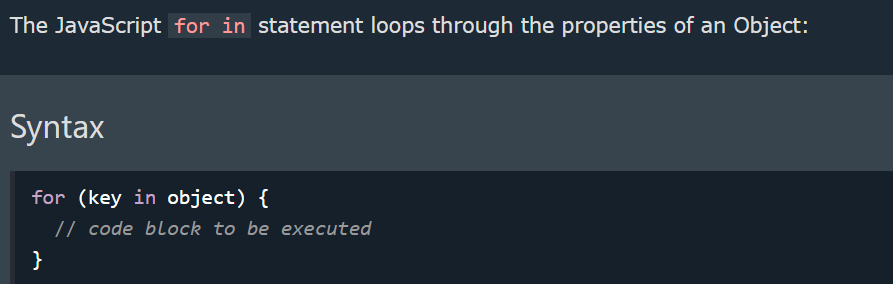 The JavaScript for in statement loops through the properties of an Object:
Syntax
for (key in object) {
  // code block to be executed
}